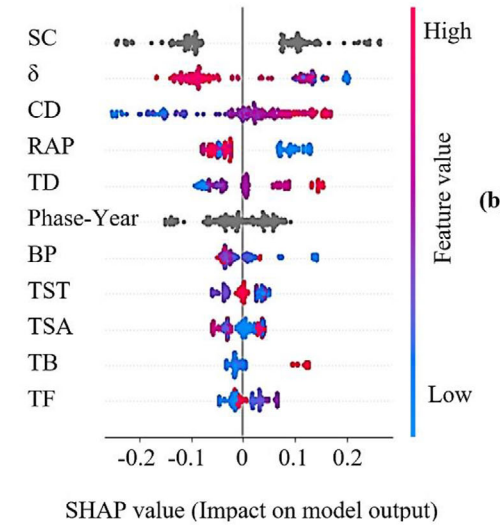 SC
δ
CD
RAP
TD
Phase-Year
BP
TST
TSA
TB
TF
-0.2 -0.1 0 0.1 0.2
SHAP value (Impact on model output)
High
Feature value
Low
(b